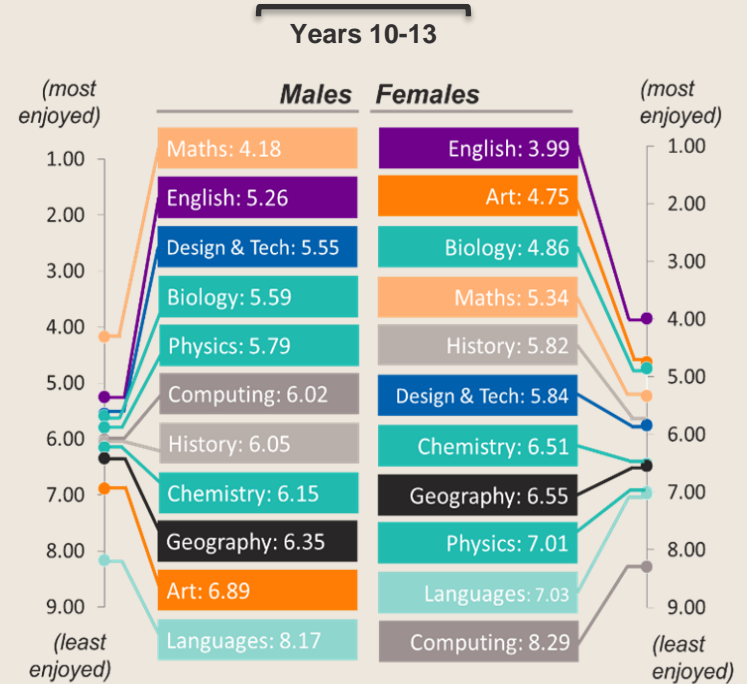 Years 10-13
(most
enjoyed)
Males
Females
(most
enjoyed)
1.00
2.00
3.00
4.00
5.00
6.00
7.00
8.00
9.00
(least
enjoyed)
Maths: 4.18
English: 5.26
Design & Tech: 5.55
Biology: 5.59
Physics: 5.79
Computing: 6.02
History: 6.05
Chemistry: 6.15
Geography: 6.35
Art: 6.89
Languages: 8.17
English: 3.99
Art: 4.75
Biology: 4.86
Maths: 5.34
History: 5.82
Design & Tech: 5.84
Chemistry: 6.51
Geography: 6.55
Physics: 7.01
Languages: 7.03
Computing: 8.29
1.00
2.00
3.00
4.00
5.00
6.00
7.00
8.00
9.00
(least
enjoyed)